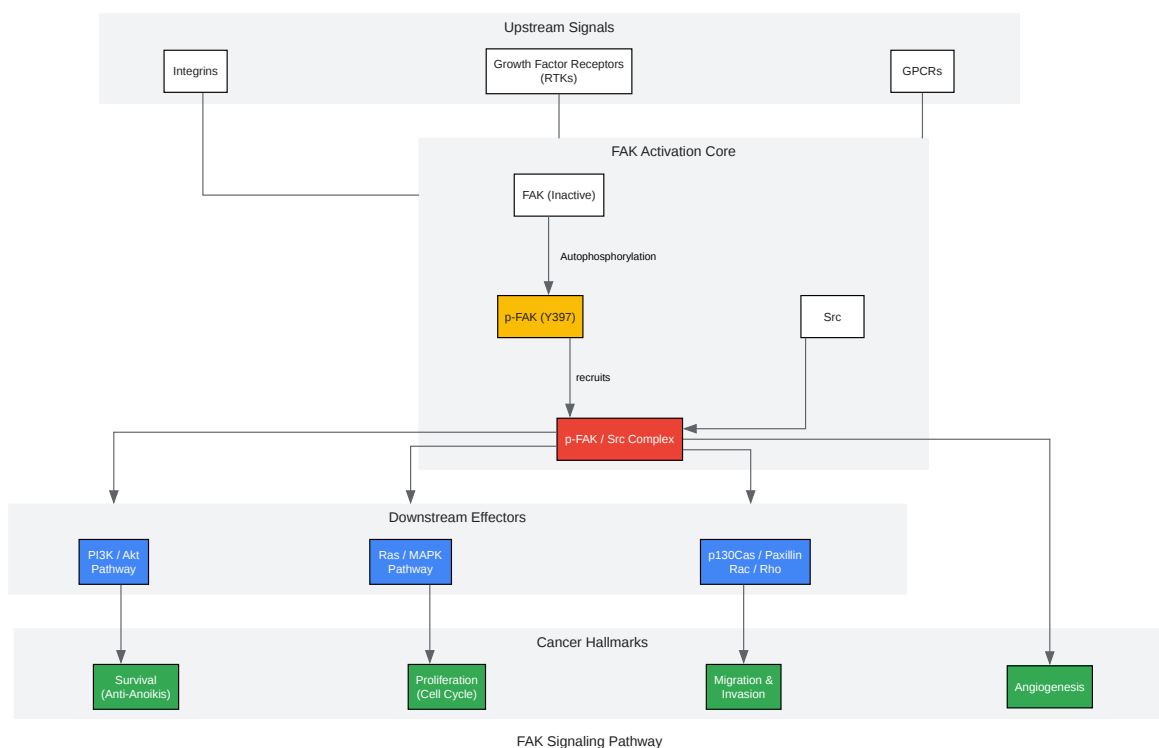 Upstream Signals
Integrins
Growth Factor Receptors
(RTKs)
GPCRs
FAK Activation Core
FAK (Inactive)
Autophosphorylation
p-FAK (Y397)
Src
recruits
p-FAK / Src Complex
Downstream Effectors
PI3K / Akt
Pathway
Ras / MAPK
Pathway
p130Cas / Paxillin
Rac / Rho
Cancer Hallmarks
Survival
(Anti-Anoikis)
Proliferation
(Cell Cycle)
Migration &
Invasion
Angiogenesis
FAK Signaling Pathway